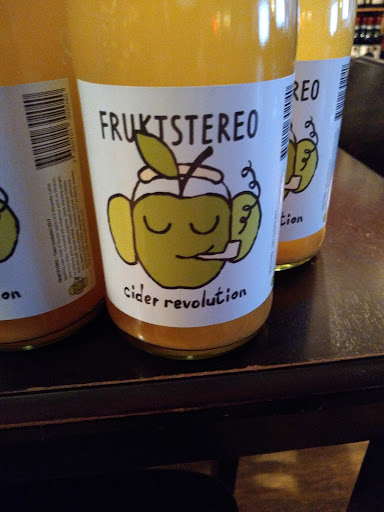 FRUKTSTEREO
cider revolution
REO
tion
on